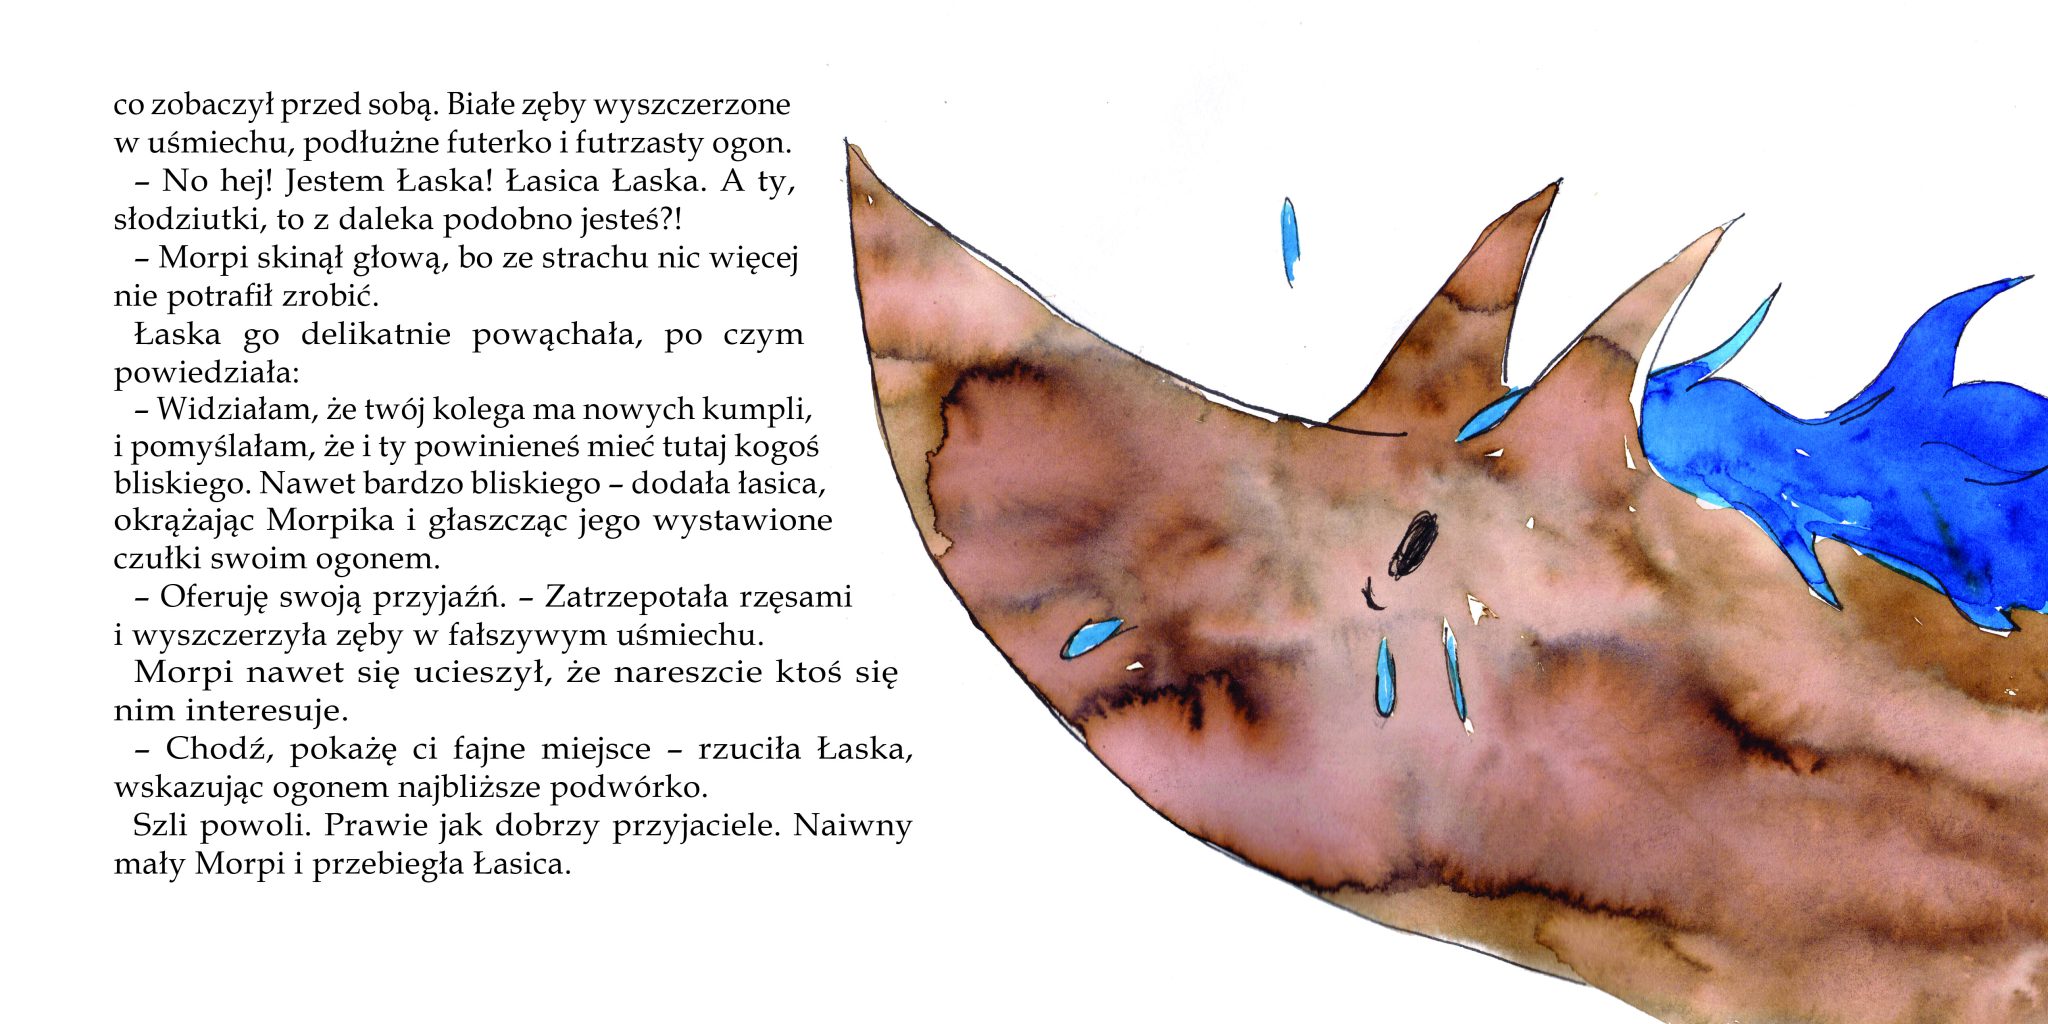 co zobaczył przed sobą. Białe zęby wyszczerzone
w uśmiechu, podłużne futerko i futrzasty ogon.
– No hej! Jestem Łaska! Łasica Łaska. A ty,
słodziutki, to z daleka podobno jesteś?!
– Morpi skinął głową, bo ze strachu nic więcej
nie potrafił zrobić.
Łaska go delikatnie powąchała, po czym
powiedziała:
– Widziałam, że twój kolega ma nowych kumpli,
i pomyślałam, że i ty powinieneś mieć tutaj kogoś
bliskiego. Nawet bardzo bliskiego – dodała łasica,
okrążając Morpika i głaszcząc jego wystawione
czułki swoim ogonem.
– Oferuję swoją przyjaźń. – Zatrzepotała rzęsami
i wyszczerzyła zęby w fałszywym uśmiechu.
Morpi nawet się ucieszył, że nareszcie ktoś się
nim interesuje.
– Chodź, pokażę ci fajne miejsce – rzuciła Łaska,
wskazując ogonem najbliższe podwórko.
Szli powoli. Prawie jak dobrzy przyjaciele. Naiwny
mały Morpi i przebiegła Łasica.